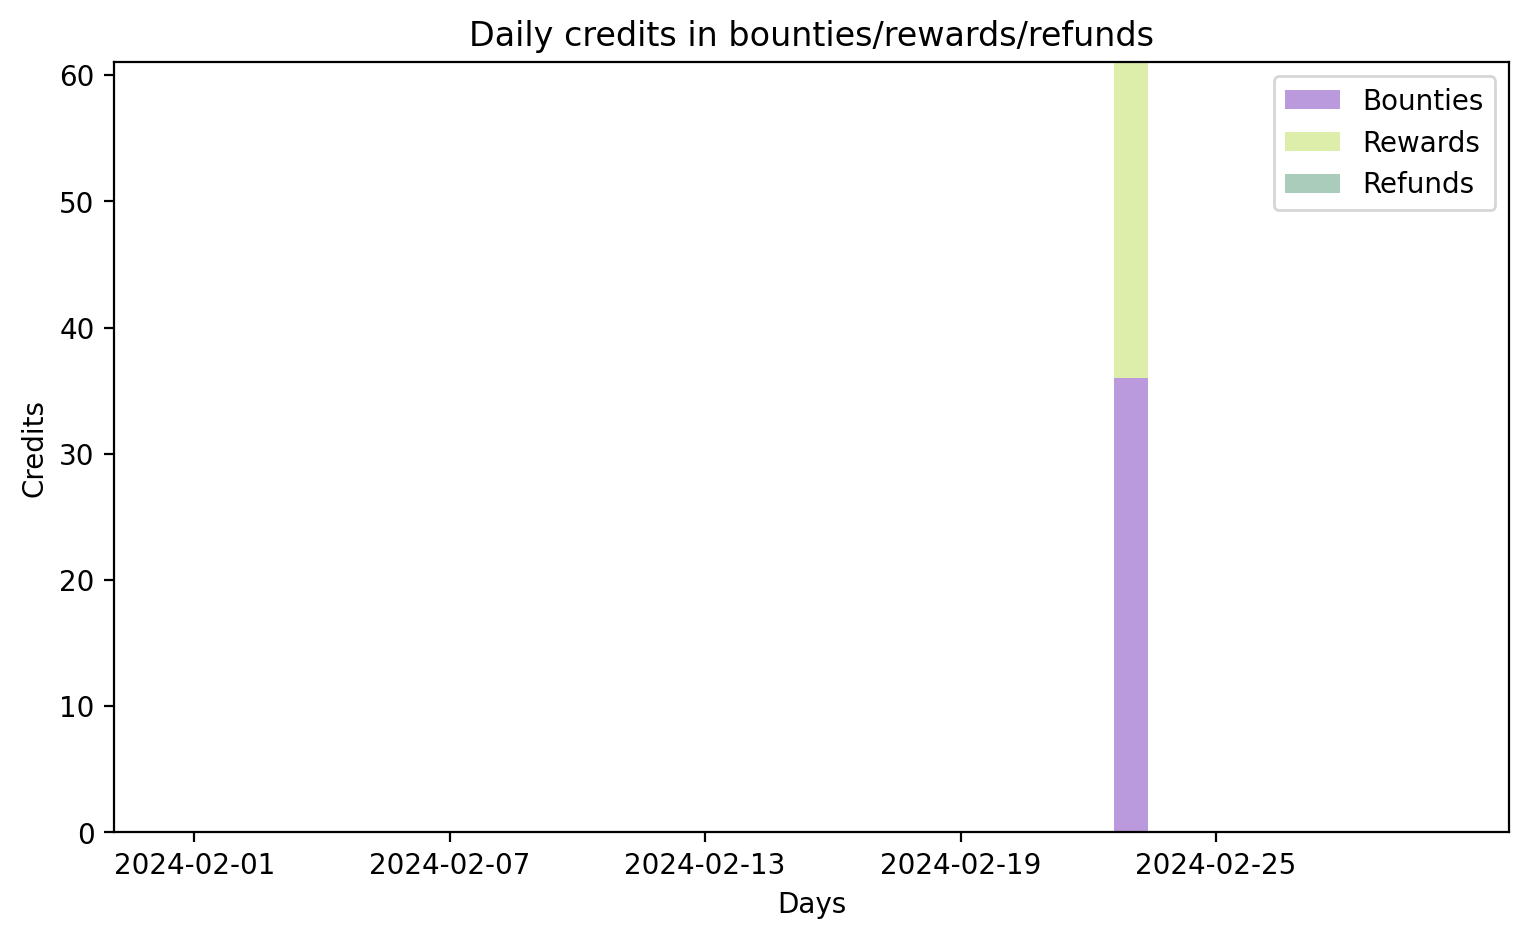 Daily credits in bounties/rewards/refunds
60
50
40
30
20
10
0
Credits
Bounties
Rewards
Refunds
2024-02-01 2024-02-07 2024-02-13 2024-02-19 2024-02-25
Days